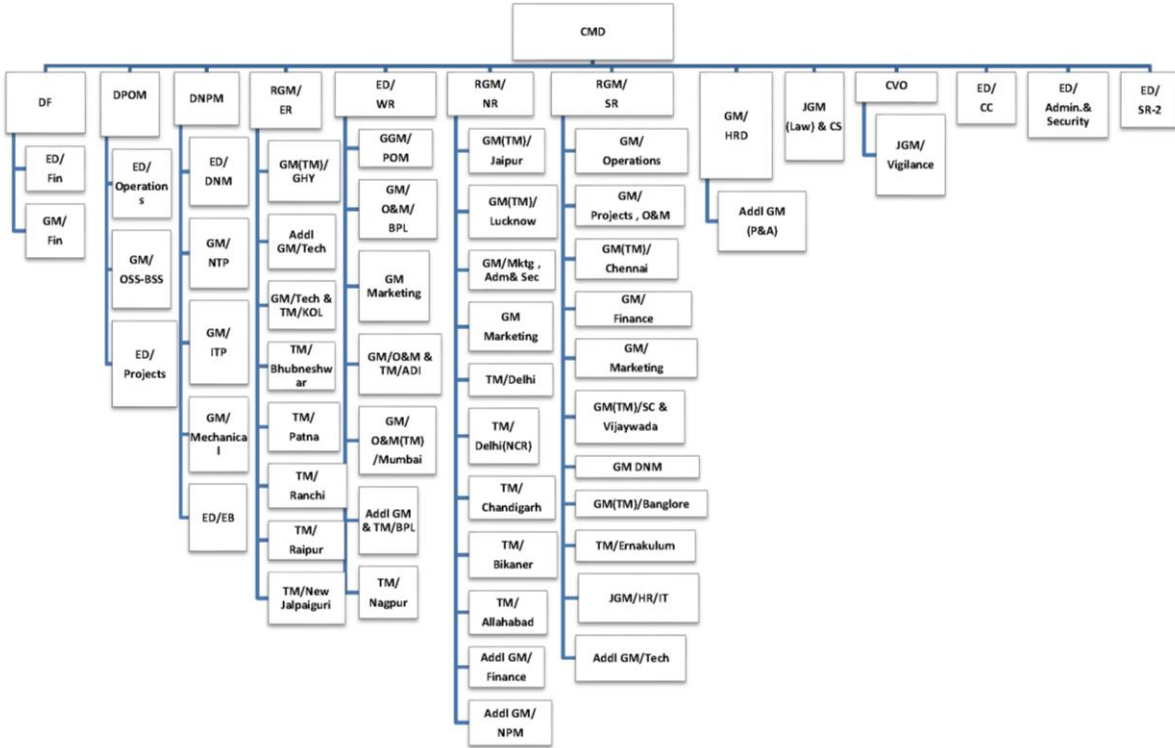 CMD
DF
ED/
Fin
GM/
Fin
DPOM
ED/
Operation
s
GM/
OSS-BSS
ED/
Projects
DNPM
ED/
DNM
GM/
NTP
GM/
ITP
GM/
Mechanica
l
ED/EB
RGM/
ER
GM(TM)/
GHY
Addl
GM/Tech
GM/Tech &
TM/KOL
TM/
Bhubneshw
ar
TM/
Patna
TM/
Ranchi
TM/
Raipur
TM/New
Jalpaiguri
ED/
WR
GGM/
POM
GM/
O&M/
BPL
GM
Marketing
GM/O&M &
TM/ADI
GM/
O&M(TM)
/Mumbai
Addl GM
& TM/BPL
TM/
Nagpur
RGM/
NR
GM(TM)/
Jaipur
GM(TM)/
Lucknow
GM/Mktg ,
Adm& Sec
GM
Marketing
TM/Delhi
TM/
Delhi(NCR)
TM/
Chandigarh
TM/
Bikaner
TM/
Allahabad
Addl GM/
Finance
Addl GM/
NPM
RGM/
SR
GM/
Operations
GM/
Projects , O&M
GM(TM)/
Chennai
GM/
Finance
GM/
Marketing
GM(TM)/SC &
Vijaywada
GM DNM
GM(TM)/Banglore
TM/Ernakulum
JGM/HR/IT
Addl GM/Tech
GM/
HRD
Addl GM
(P&A)
JGM
(Law) & CS
CVO
JGM/
Vigilance
ED/
CC
ED/
Admin.&
Security
ED/
SR-2